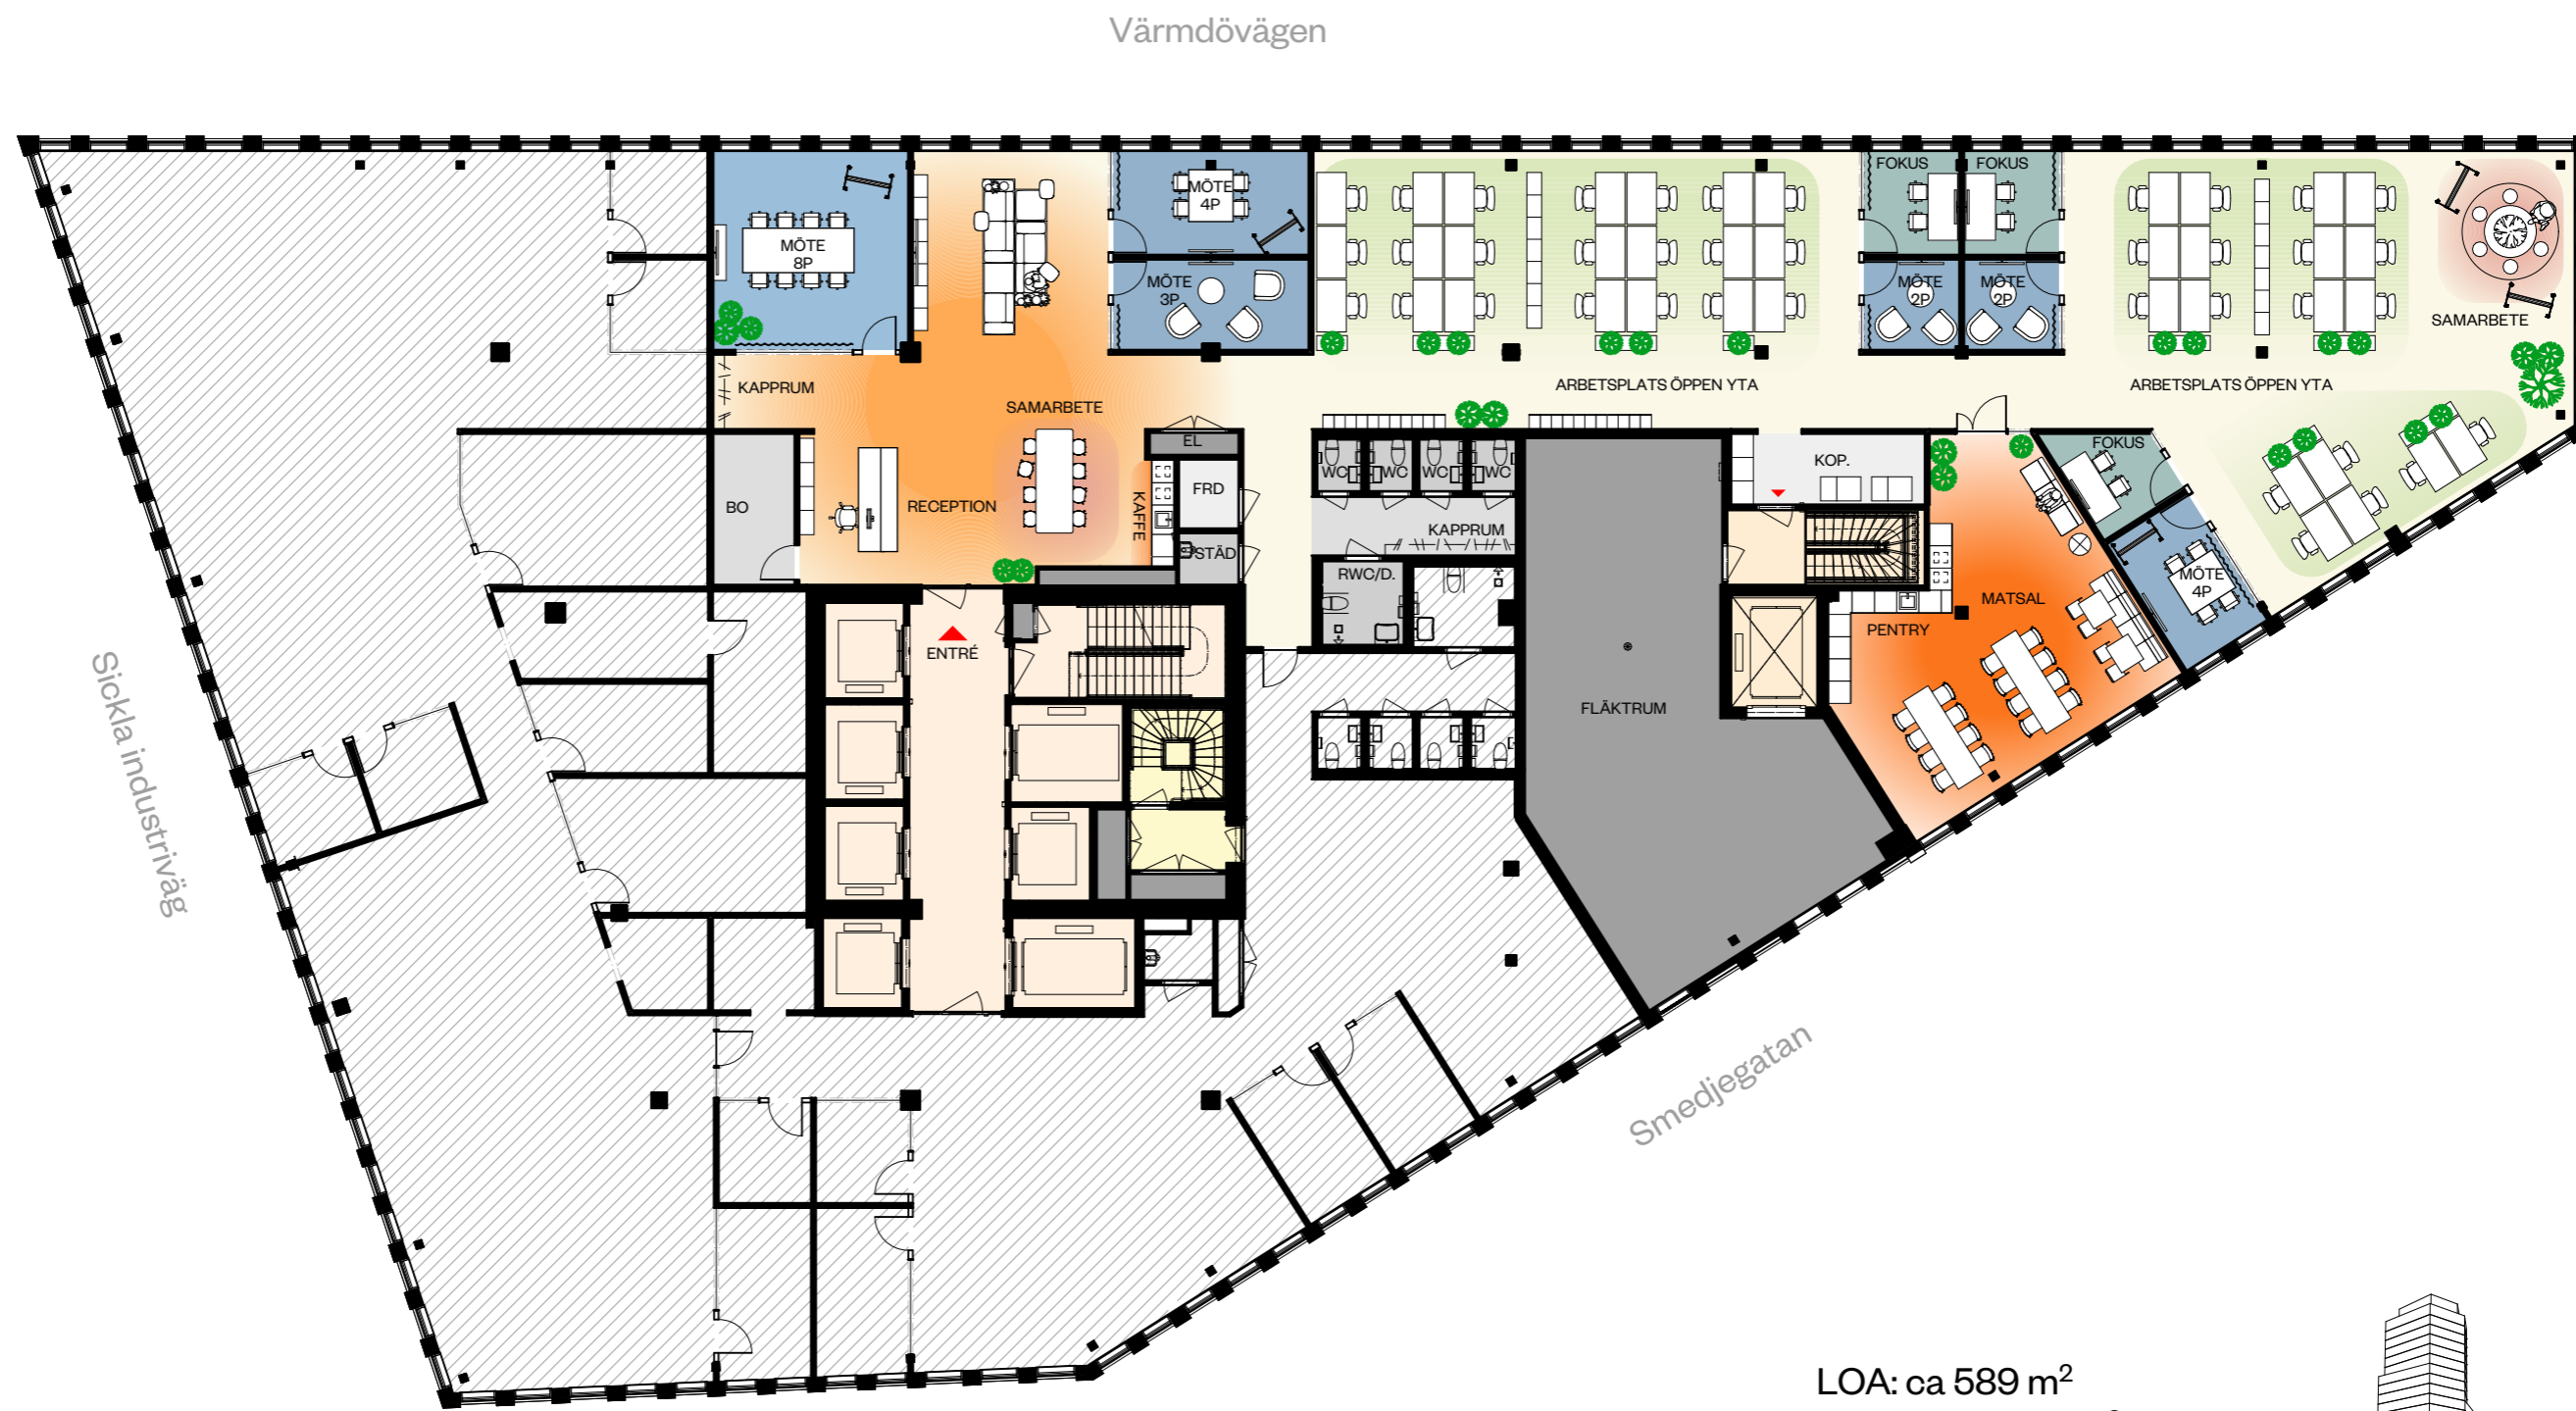 Värmdövägen
FOKUS
FOKUS
MÖTE
4P
MÖTE
8P
MÖTE
3P
MÖTE
2P
MÖTE
2P
SAMARBETE
KAPPRUM
ARBETSPLATS ÖPPEN YTA
ARBETSPLATS ÖPPEN YTA
SAMARBETE
EL
FOKUS
WC
WC
WC
WC
KOP.
FRD
BO
RECEPTION
KAFFE
KAPPRUM
STÄD
RWC/D.
MÖTE
4P
MATSAL
PENTRY
ENTRÉ
FLÄKTRUM
Sickla industriväg
Smedjegatan
LOA: ca 589 m²